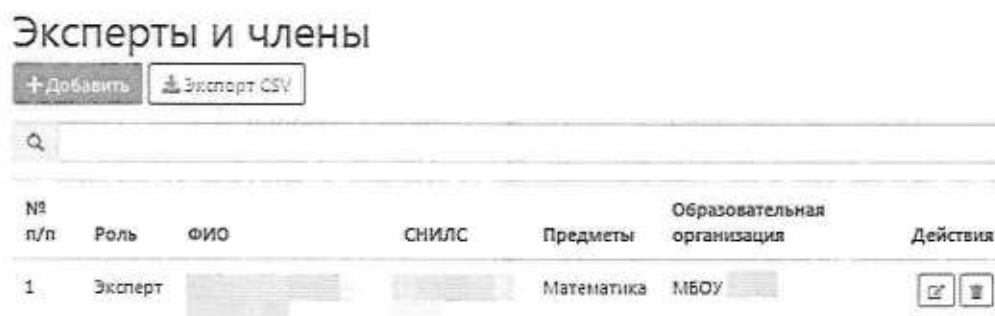 Эксперты и члены
+ Добавить Экспорт CSV
№ п/п Роль ФИО СНИЛС Предметы Образовательная организация Действия
1 Эксперт Математика МБОУ